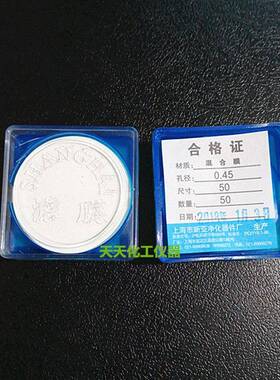 SHANGHAI
滤膜
天天化工仪器
合格证
材质: 混合膜
孔径: 0.45
尺寸: 50
数量: 50
日期:
上海市新亚净化器件厂 生产